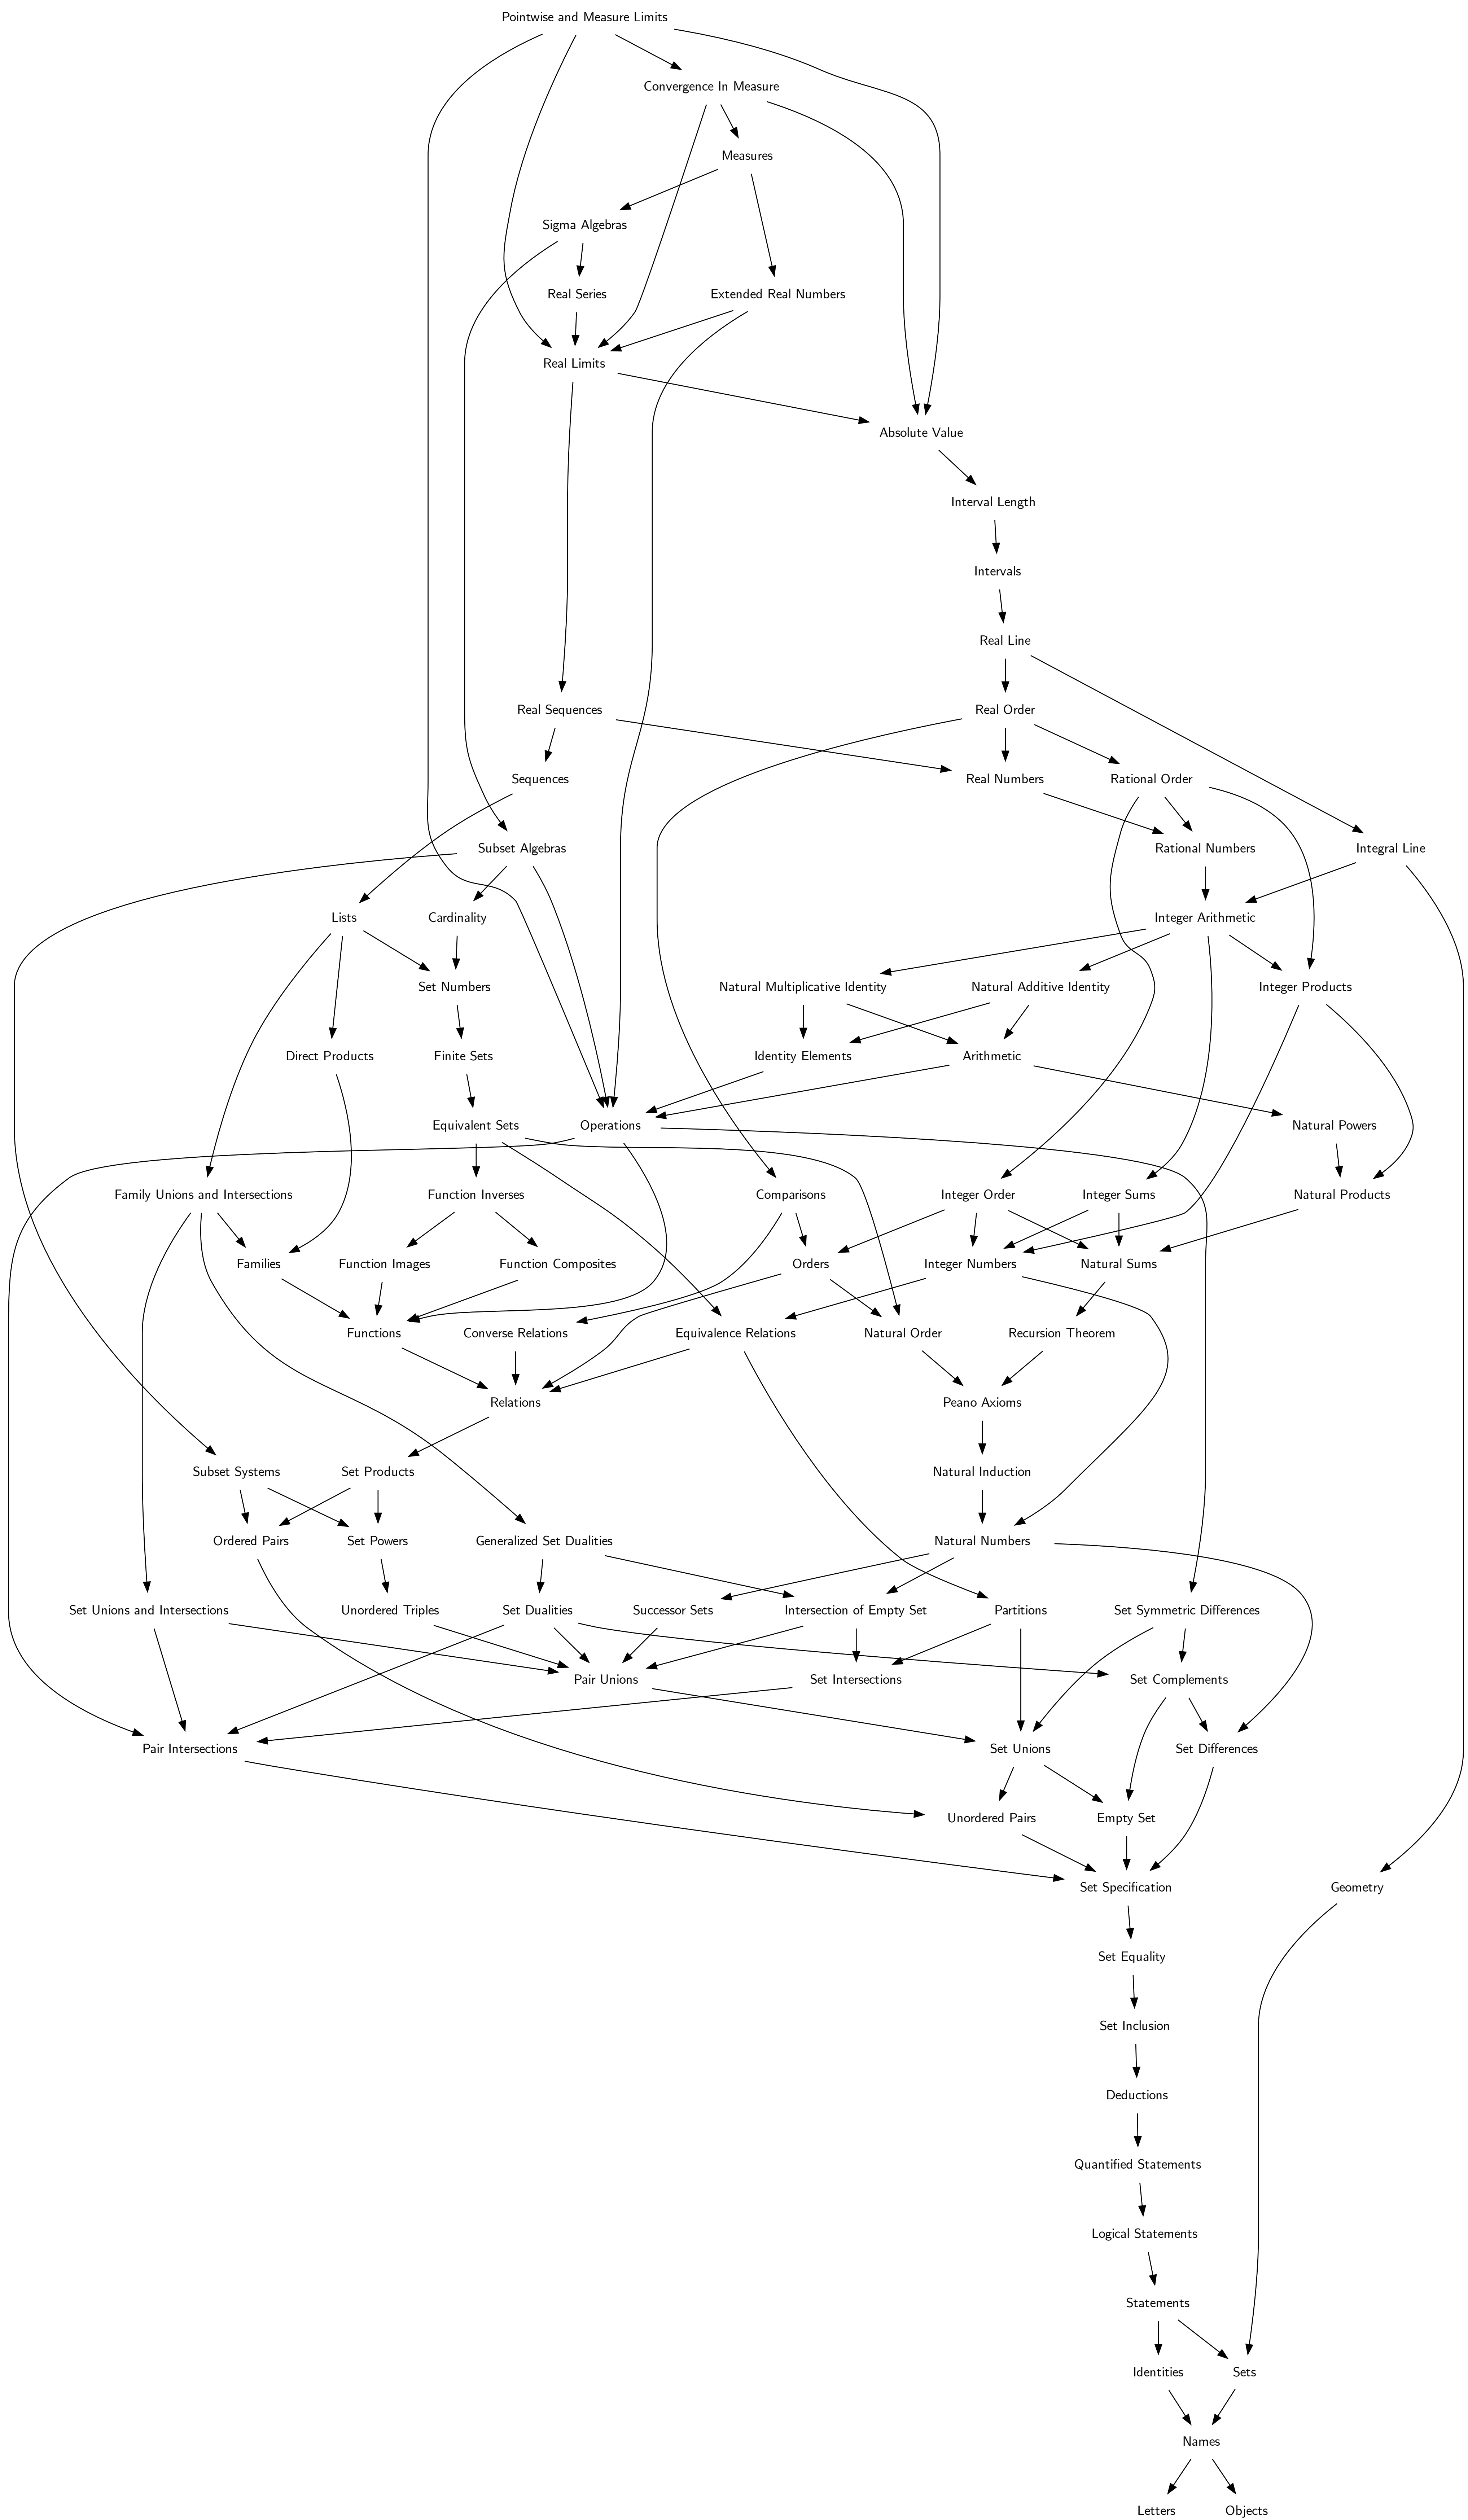 Pointwise and Measure Limits
Convergence In Measure
Measures
Sigma Algebras
Real Series
Extended Real Numbers
Real Limits
Absolute Value
Interval Length
Intervals
Real Line
Real Sequences
Real Order
Sequences
Real Numbers
Rational Order
Subset Algebras
Rational Numbers
Integral Line
Lists
Cardinality
Integer Arithmetic
Set Numbers
Natural Multiplicative Identity
Natural Additive Identity
Integer Products
Direct Products
Finite Sets
Identity Elements
Arithmetic
Equivalent Sets
Operations
Natural Powers
Family Unions and Intersections
Function Inverses
Comparisons
Integer Order
Integer Sums
Natural Products
Families
Function Images
Function Composites
Orders
Integer Numbers
Natural Sums
Functions
Converse Relations
Equivalence Relations
Natural Order
Recursion Theorem
Relations
Peano Axioms
Subset Systems
Set Products
Natural Induction
Ordered Pairs
Set Powers
Generalized Set Dualities
Natural Numbers
Set Unions and Intersections
Unordered Triples
Set Dualities
Successor Sets
Intersection of Empty Set
Partitions
Set Symmetric Differences
Pair Unions
Set Intersections
Set Complements
Pair Intersections
Set Unions
Set Differences
Unordered Pairs
Empty Set
Set Specification
Geometry
Set Equality
Set Inclusion
Deductions
Quantified Statements
Logical Statements
Statements
Identities
Sets
Names
Letters
Objects